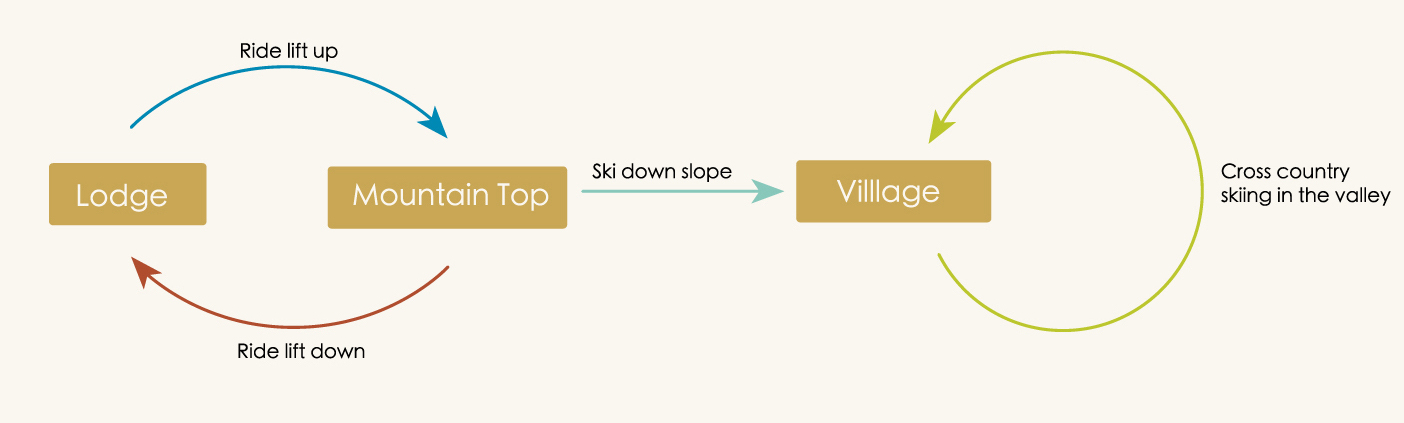 Ride lift up
Lodge
Mountain Top
Ski down slope
Villlage
Cross country
skiing in the valley
Ride lift down